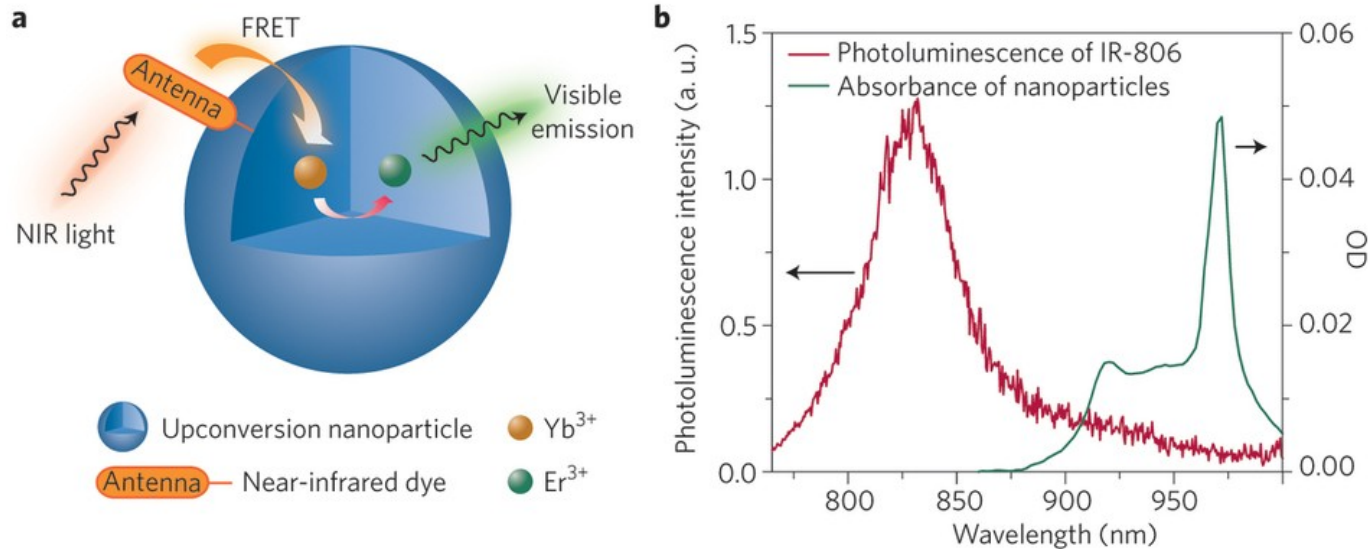 a
FRET
Antenna
NIR light
Visible
emission
Upconversion nanoparticle
Yb3+
Antenna
Near-infrared dye
Er3+
b
Photoluminescence of IR-806
Absorbance of nanoparticles
Photoluminescence intensity (a. u.)
1.5
1.0
0.5
0.0
0.06
0.04
0.02
0.00
OD
800
850
900
950
Wavelength (nm)